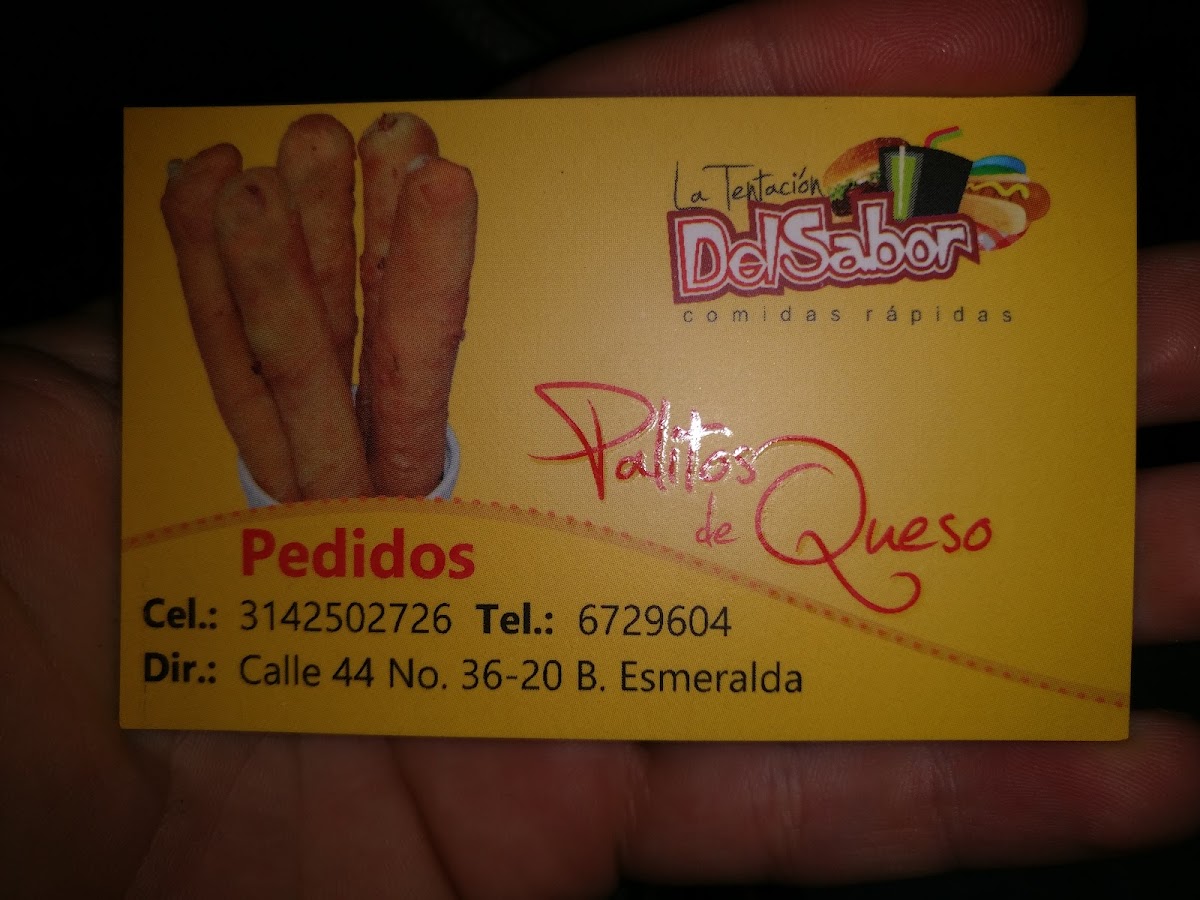 La Tentación
DelSabor
comidas rápidas
Palitos
de Queso
Pedidos
Cel.: 3142502726 Tel.: 6729604
Dir.: Calle 44 No. 36-20 B. Esmeralda